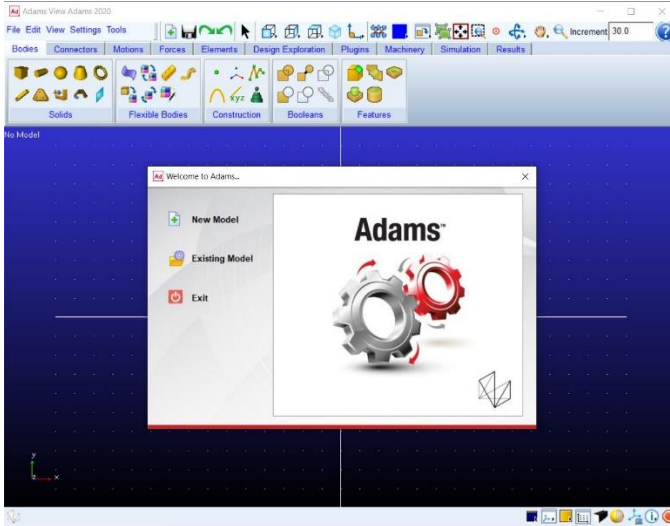 Adams View Adams 2020
File Edit View Settings Tools
Increment 30.0
Bodies Connectors Motions Forces Elements Design Exploration Plugins Machinery Simulation Results
Solids Flexible Bodies Construction Booleans Features
No Model
Ad Welcome to Adams...
New Model
Existing Model
Exit
Adams™
y
z x